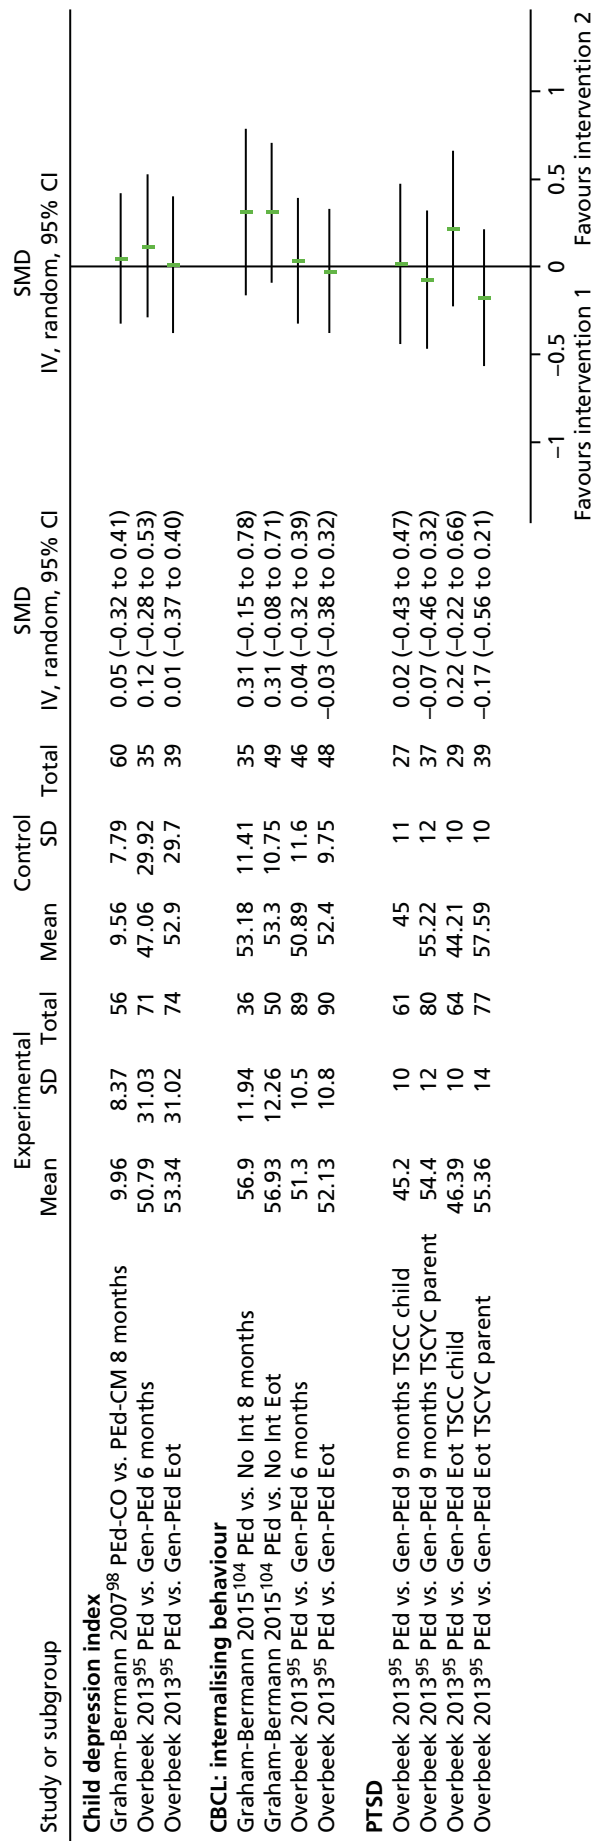 Experimental Control SMD SMD
Study or subgroup Mean SD Total Mean SD Total IV, random, 95% CI IV, random, 95% CI
Child depression index
Graham-Bermann 2007⁹⁸ PEd-CO vs. PEd-CM 8 months 9.96 8.37 56 9.56 7.79 60 0.05 (–0.32 to 0.41)
Overbeek 2013⁹⁵ PEd vs. Gen-PEd 6 months 50.79 31.03 71 47.06 29.92 35 0.12 (–0.28 to 0.53)
Overbeek 2013⁹⁵ PEd vs. Gen-PEd Eot 53.34 31.02 74 52.9 29.7 39 0.01 (–0.37 to 0.40)
CBCL: internalising behaviour
Graham-Bermann 2015¹⁰⁴ PEd vs. No Int 8 months 56.9 11.94 36 53.18 11.41 35 0.31 (–0.15 to 0.78)
Graham-Bermann 2015¹⁰⁴ PEd vs. No Int Eot 56.93 12.26 50 53.3 10.75 49 0.31 (–0.08 to 0.71)
Overbeek 2013⁹⁵ PEd vs. Gen-PEd 6 months 51.3 10.5 89 50.89 11.6 46 0.04 (–0.32 to 0.39)
Overbeek 2013⁹⁵ PEd vs. Gen-PEd Eot 52.13 10.8 90 52.4 9.75 48 –0.03 (–0.38 to 0.32)
PTSD
Overbeek 2013⁹⁵ PEd vs. Gen-PEd 9 months TSCC child 45.2 10 61 45 11 27 0.02 (–0.43 to 0.47)
Overbeek 2013⁹⁵ PEd vs. Gen-PEd 9 months TSCYC parent 54.4 12 80 55.22 12 37 –0.07 (–0.46 to 0.32)
Overbeek 2013⁹⁵ PEd vs. Gen-PEd Eot TSCC child 46.39 10 64 44.21 10 29 0.22 (–0.22 to 0.66)
Overbeek 2013⁹⁵ PEd vs. Gen-PEd Eot TSCYC parent 55.36 14 77 57.59 10 39 –0.17 (–0.56 to 0.21)
–1 –0.5 0 0.5 1
Favours intervention 1 Favours intervention 2